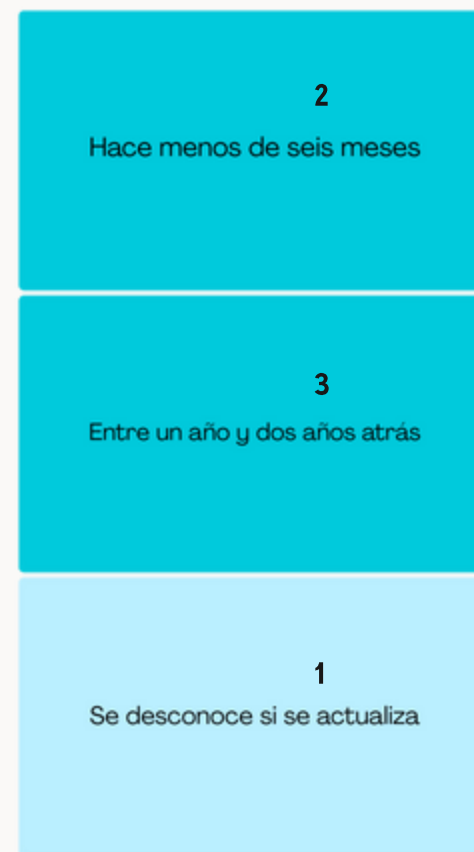 2
Hace menos de seis meses
3
Entre un año y dos años atrás
1
Se desconoce si se actualiza